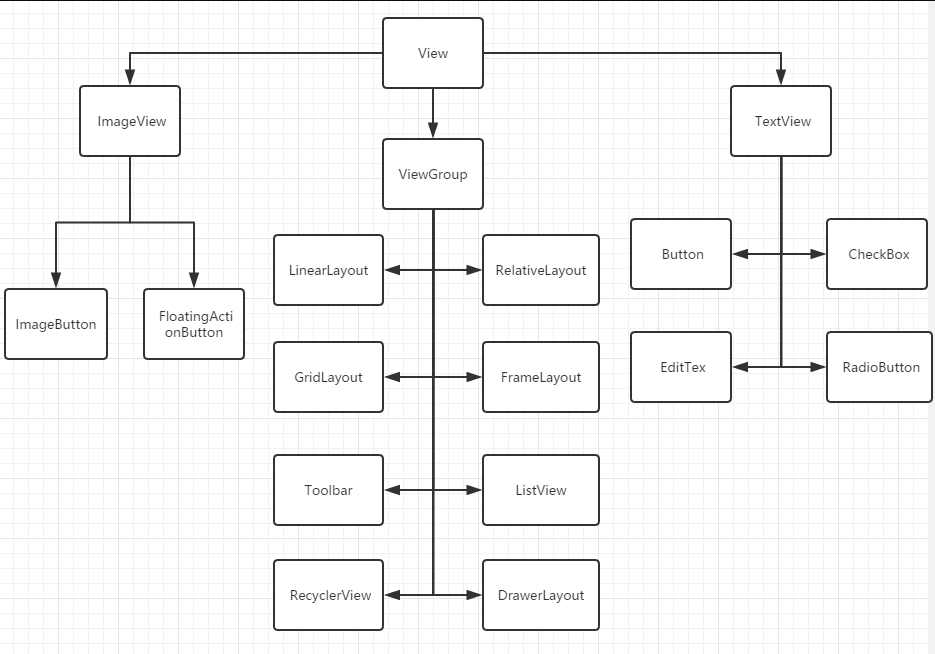 View
ImageView
TextView
ViewGroup
Button
CheckBox
LinearLayout
RelativeLayout
ImageButton
FloatingActi
onButton
GridLayout
FrameLayout
EditTex
RadioButton
Toolbar
ListView
RecyclerView
DrawerLayout